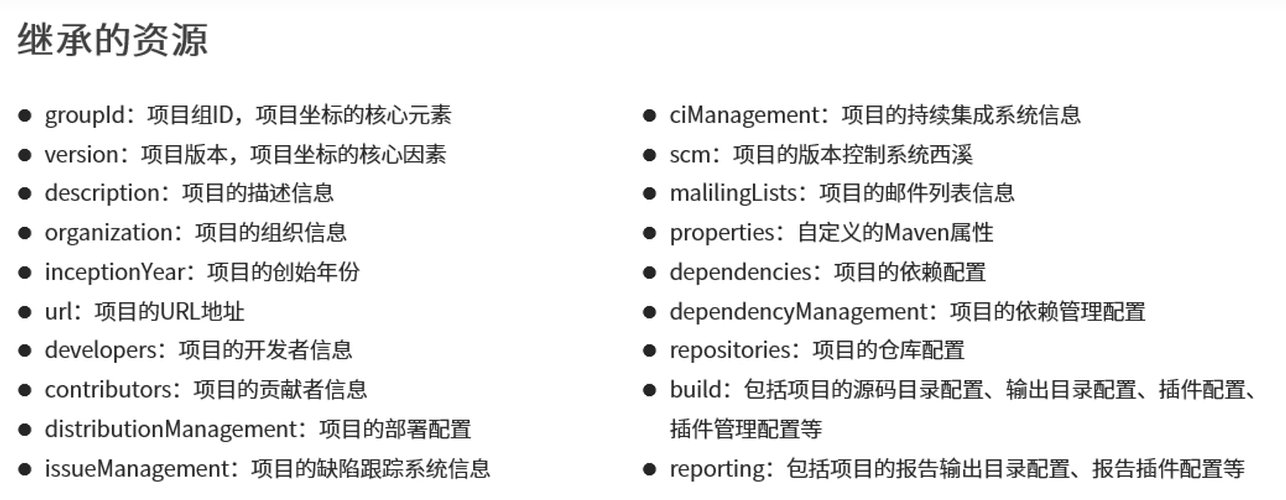 继承的资源
● groupId：项目组ID，项目坐标的核心元素
● version：项目版本，项目坐标的核心因素
● description：项目的描述信息
● organization：项目的组织信息
● inceptionYear：项目的创始年份
● url：项目的URL地址
● developers：项目的开发者信息
● contributors：项目的贡献者信息
● distributionManagement：项目的部署配置
● issueManagement：项目的缺陷跟踪系统信息
● ciManagement：项目的持续集成系统信息
● scm：项目的版本控制系统西溪
● malilingLists：项目的邮件列表信息
● properties：自定义的Maven属性
● dependencies：项目的依赖配置
● dependencyManagement：项目的依赖管理配置
● repositories：项目的仓库配置
● build：包括项目的源码目录配置、输出目录配置、插件配置、
插件管理配置等
● reporting：包括项目的报告输出目录配置、报告插件配置等